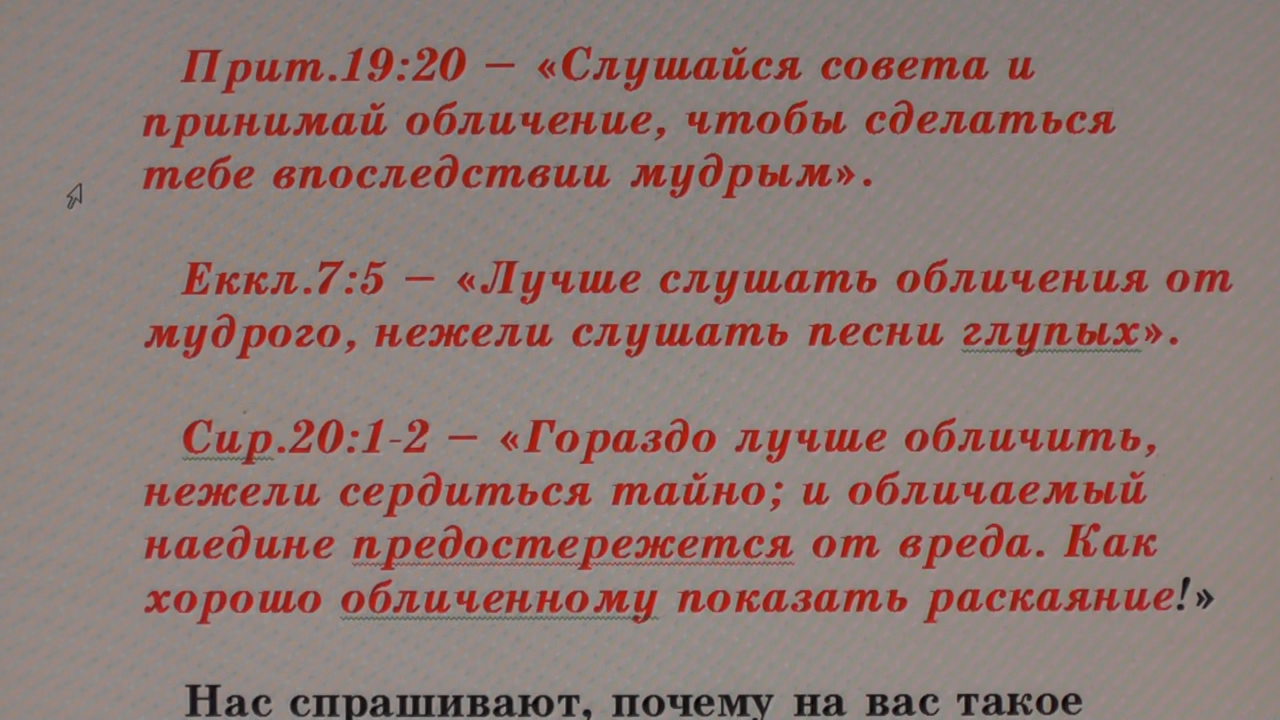 Прит.19:20 – «Слушайся совета и
принимай обличение, чтобы сделаться
тебе впоследствии мудрым».
Еккл.7:5 – «Лучше слушать обличения от
мудрого, нежели слушать песни глупых».
Сир.20:1-2 – «Гораздо лучше обличить,
нежели сердиться тайно; и обличаемый
наедине предостережется от вреда. Как
хорошо обличенному показать раскаяние!»
Нас спрашивают, почему на вас такое